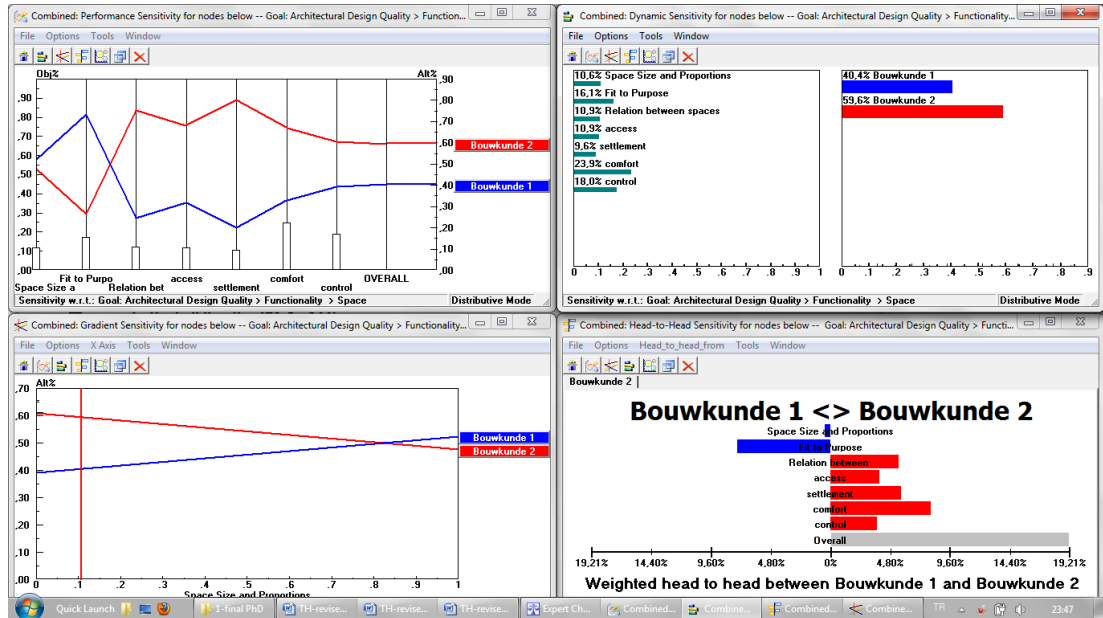 Combined: Performance Sensitivity for nodes below -- Goal: Architectural Design Quality > Function...
File Options Tools Window
Obj%
Alt%
,90
,80
,70
,60
,50
,40
,30
,20
,10
,00
,90
,80
,70
,60
,50
,40
,30
,20
,10
,00
Bouwkunde 2
Bouwkunde 1
Fit to Purpo access comfort OVERALL
Space Size a Relation bet settlement control
Sensitivity w.r.t.: Goal: Architectural Design Quality > Functionality > Space Distributive Mode
Combined: Dynamic Sensitivity for nodes below -- Goal: Architectural Design Quality > Functionality...
File Options Tools Window
10,6% Space Size and Proportions
16,1% Fit to Purpose
10,9% Relation between spaces
10,9% access
9,6% settlement
23,9% comfort
18,0% control
0 .1 .2 .3 .4 .5 .6 .7 .8 .9 1
40,4% Bouwkunde 1
59,6% Bouwkunde 2
0 .1 .2 .3 .4 .5 .6 .7 .8 .9
Sensitivity w.r.t.: Goal: Architectural Design Quality > Functionality > Space Distributive Mode
Combined: Gradient Sensitivity for nodes below -- Goal: Architectural Design Quality > Functionality...
File Options X Axis Tools Window
Alt%
,70
,60
,50
,40
,30
,20
,10
,00
Bouwkunde 1
Bouwkunde 2
0 .1 .2 .3 .4 .5 .6 .7 .8 .9 1
Space Size and Proportions
Combined: Head-to-Head Sensitivity for nodes below -- Goal: Architectural Design Quality > Functi...
File Options Head_to_head_from Tools Window
Bouwkunde 2
Bouwkunde 1 <> Bouwkunde 2
Space Size and Proportions
Fit to Purpose
Relation between
access
settlement
comfort
control
Overall
19,21% 14,40% 9,60% 4,80% 0% 4,80% 9,60% 14,40% 19,21%
Weighted head to head between Bouwkunde 1 and Bouwkunde 2
Quick Launch 1-final PhD TH-revise... TH-revise... TH-revise... Expert Ch... Combined... Combine... Combined... Combine... TR 23:47